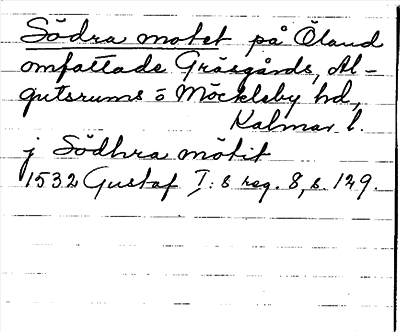 Södra motet på Öland
omfattade Gräsgårds, Al-
gutsrums o Möckleby hd,
Kalmar l.
j Södhra mötit
1532 Gustaf I:s reg. 8, s. 129.